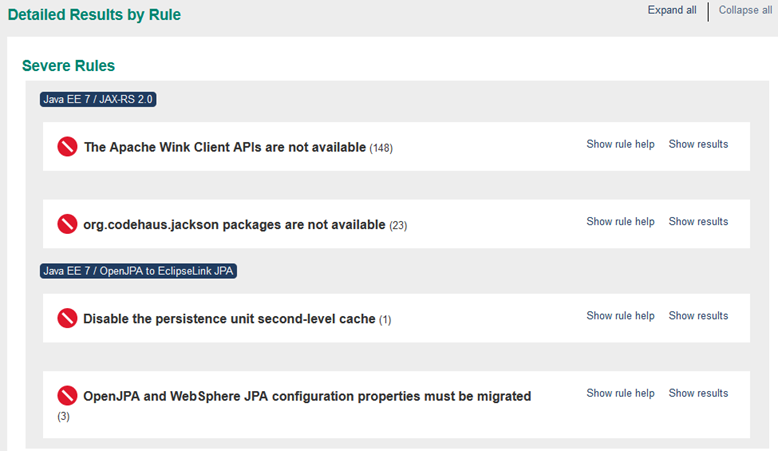 Detailed Results by Rule
Expand all
Collapse all
Severe Rules
Java EE 7 / JAX-RS 2.0
The Apache Wink Client APIs are not available (148)
Show rule help
Show results
org.codehaus.jackson packages are not available (23)
Show rule help
Show results
Java EE 7 / OpenJPA to EclipseLink JPA
Disable the persistence unit second-level cache (1)
Show rule help
Show results
OpenJPA and WebSphere JPA configuration properties must be migrated
(3)
Show rule help
Show results